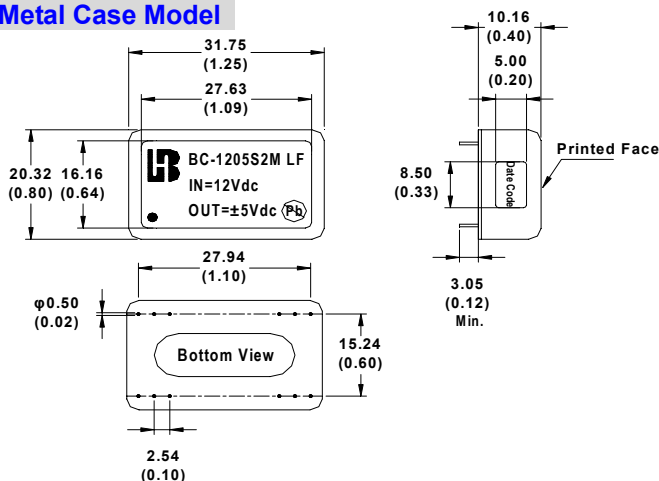 Metal Case Model
31.75
(1.25)
27.63
(1.09)
20.32
(0.80)
16.16
(0.64)
BC-1205S2M LF
IN=12Vdc
OUT=±5Vdc Pb
10.16
(0.40)
5.00
(0.20)
Printed Face
8.50
(0.33)
Date Code
3.05
(0.12)
Min.
27.94
(1.10)
φ0.50
(0.02)
Bottom View
15.24
(0.60)
2.54
(0.10)